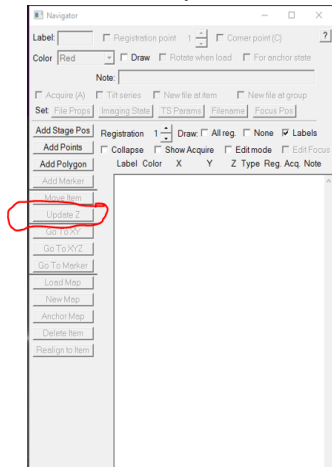 Navigator
Label: Registration point 1 Corner point (C) ?
Color Red Draw Rotate when load For anchor state
Note:
Acquire (A) Tilt series New file at item New file at group
Set: File Props Imaging State TS Params Filename Focus Pos
Add Stage Pos Registration 1 Draw: All reg. None Labels
Add Points Collapse Show Acquire Edit mode Edit Focus
Add Polygon Label Color X Y Z Type Reg. Acq. Note
Add Marker
Move Item
Update Z
Go To XY
Go To XYZ
Go To Marker
Load Map
New Map
Anchor Map
Delete Item
Realign to Item